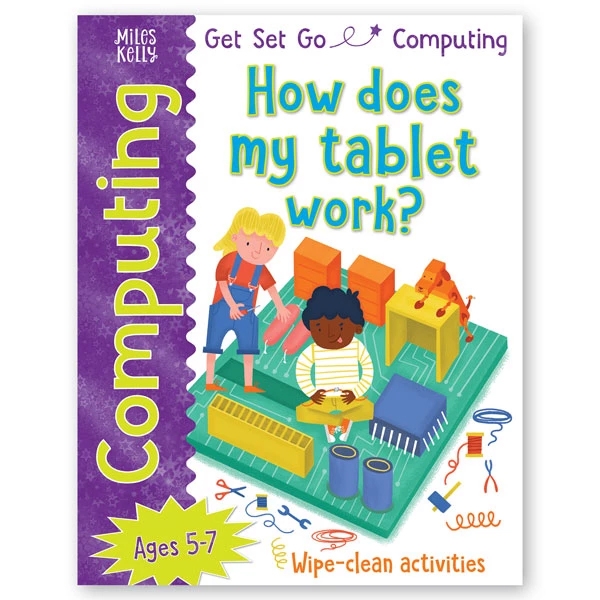 Miles
Kelly
Get Set Go Computing
Computing
How does
my tablet
work?
Ages 5-7
Wipe-clean activities